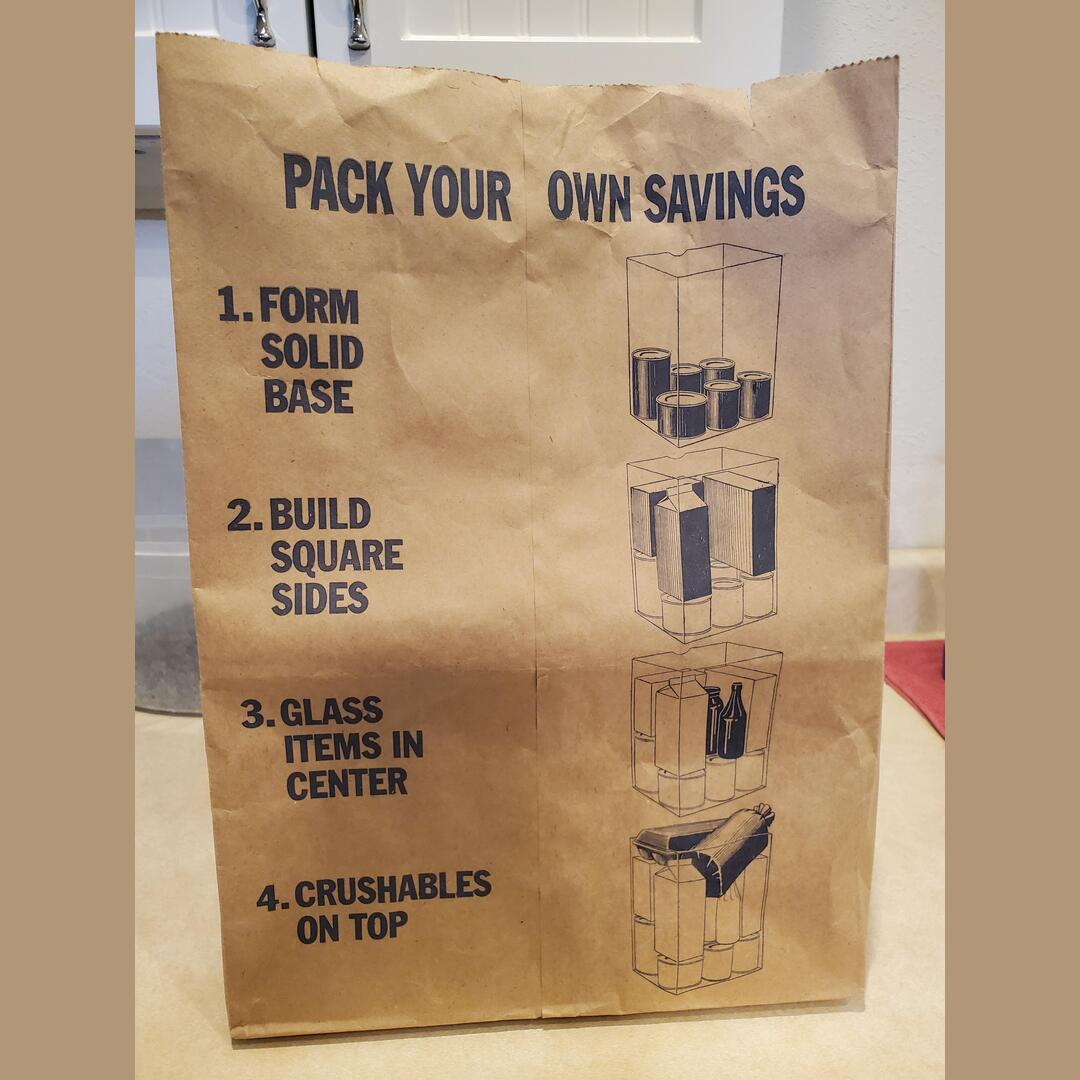 PACK YOUR OWN SAVINGS
1. FORM
SOLID
BASE
2. BUILD
SQUARE
SIDES
3. GLASS
ITEMS IN
CENTER
4. CRUSHABLES
ON TOP